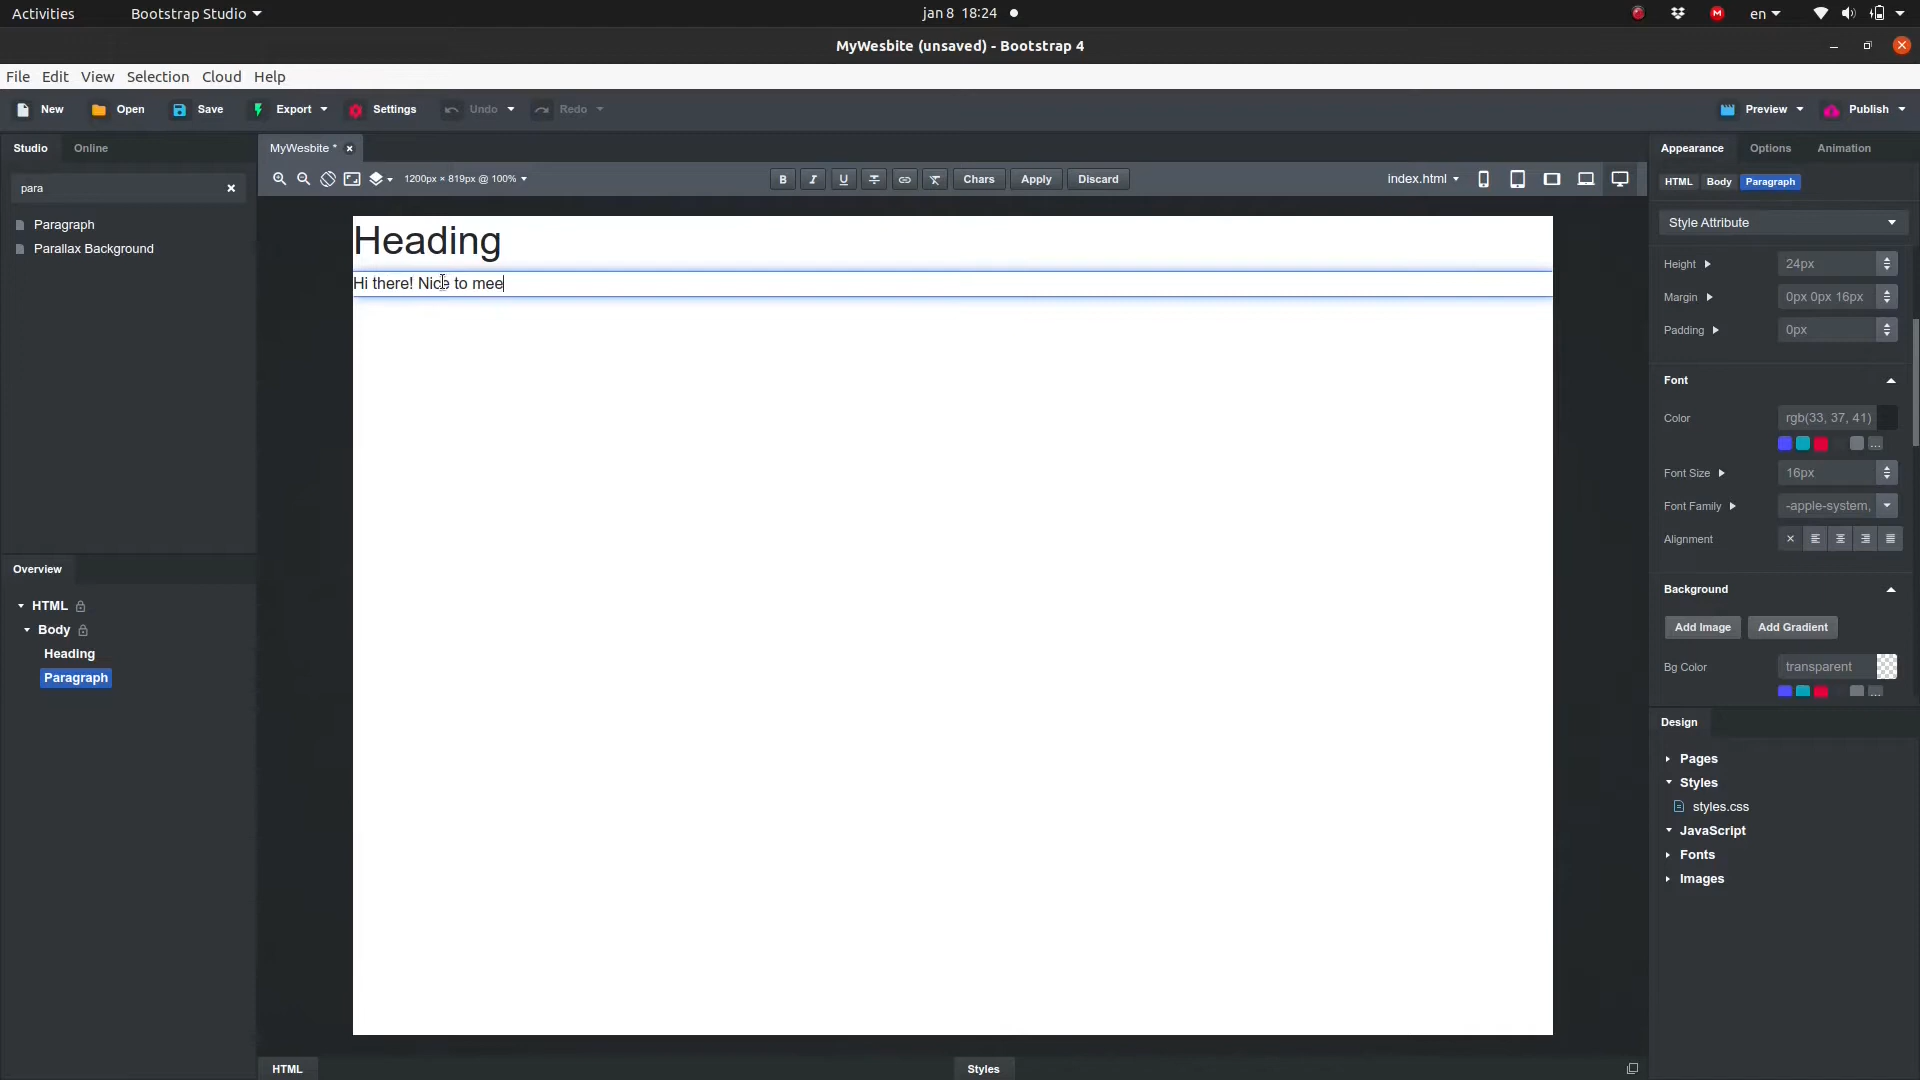 Activities Bootstrap Studio jan 8 18:24 en
MyWesbite (unsaved) - Bootstrap 4
File Edit View Selection Cloud Help
New Open Save Export Settings Undo Redo Preview Publish
Studio Online
para
Paragraph
Parallax Background
MyWesbite *
1200px × 819px @ 100% B I U Chars Apply Discard index.html
Heading
Hi there! Nice to mee
Overview
HTML
Body
Heading
Paragraph
HTML Styles
Appearance Options Animation
HTML Body Paragraph
Style Attribute
Height 24px
Margin 0px 0px 16px
Padding 0px
Font
Color rgb(33, 37, 41)
...
Font Size 16px
Font Family -apple-system,
Alignment
Background
Add Image Add Gradient
Bg Color transparent
...
Design
Pages
Styles
styles.css
JavaScript
Fonts
Images